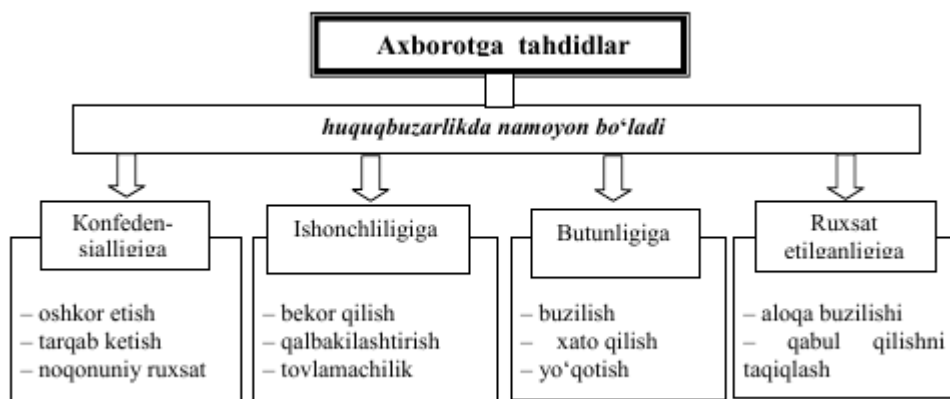 Axborotga tahdidlar
huquqbuzarlikda namoyon bo‘ladi
Konfeden-
sialligiga
– oshkor etish
– tarqab ketish
– noqonuniy ruxsat
Ishonchliligiga
– bekor qilish
– qalbakilashtirish
– tovlamachilik
Butunligiga
– buzilish
– xato qilish
– yo‘qotish
Ruxsat
etilganligiga
– aloqa buzilishi
– qabul qilishni
taqiqlash